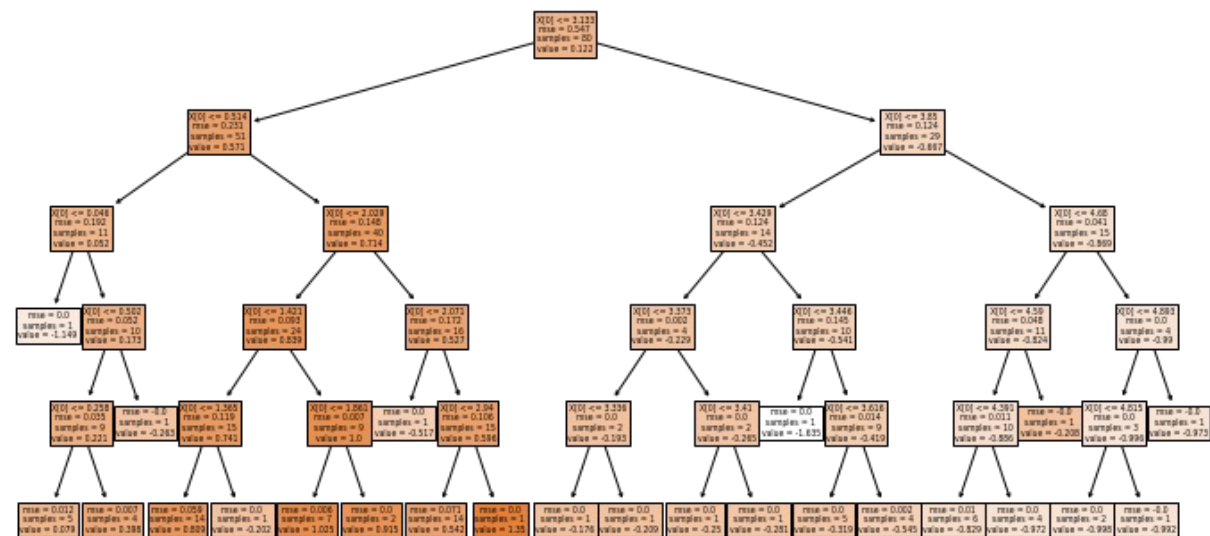 X[0] <= 3.133
mse = 0.547
samples = 80
value = 0.122
X[0] <= 0.514
mse = 0.231
samples = 51
value = 0.571
X[0] <= 3.85
mse = 0.124
samples = 29
value = -0.667
X[0] <= 0.046
mse = 0.192
samples = 11
value = 0.052
X[0] <= 2.029
mse = 0.148
samples = 40
value = 0.714
X[0] <= 3.429
mse = 0.124
samples = 14
value = -0.452
X[0] <= 4.68
mse = 0.041
samples = 15
value = -0.869
mse = 0.0
samples = 1
value = -1.149
X[0] <= 0.502
mse = 0.052
samples = 10
value = 0.173
X[0] <= 1.421
mse = 0.093
samples = 24
value = 0.839
X[0] <= 2.071
mse = 0.172
samples = 16
value = 0.527
X[0] <= 3.373
mse = 0.002
samples = 4
value = -0.229
X[0] <= 3.446
mse = 0.145
samples = 10
value = -0.541
X[0] <= 4.59
mse = 0.048
samples = 11
value = -0.824
X[0] <= 4.893
mse = 0.0
samples = 4
value = -0.99
X[0] <= 0.258
mse = 0.035
samples = 9
value = 0.221
mse = -0.0
samples = 1
value = -0.263
X[0] <= 1.365
mse = 0.119
samples = 15
value = 0.741
X[0] <= 1.861
mse = 0.007
samples = 9
value = 1.0
mse = 0.0
samples = 1
value = -0.517
X[0] <= 2.94
mse = 0.106
samples = 15
value = 0.596
X[0] <= 3.336
mse = 0.0
samples = 2
value = -0.193
X[0] <= 3.41
mse = 0.0
samples = 2
value = -0.265
mse = 0.0
samples = 1
value = -1.635
X[0] <= 3.616
mse = 0.014
samples = 9
value = -0.419
X[0] <= 4.391
mse = 0.011
samples = 10
value = -0.886
mse = -0.0
samples = 1
value = -0.208
X[0] <= 4.815
mse = 0.0
samples = 3
value = -0.996
mse = -0.0
samples = 1
value = -0.973
mse = 0.012
samples = 5
value = 0.079
mse = 0.007
samples = 4
value = 0.398
mse = 0.059
samples = 14
value = 0.809
mse = 0.0
samples = 1
value = -0.202
mse = 0.006
samples = 7
value = 1.025
mse = 0.0
samples = 2
value = 0.915
mse = 0.071
samples = 14
value = 0.542
mse = 0.0
samples = 1
value = 1.35
mse = 0.0
samples = 1
value = -0.176
mse = 0.0
samples = 1
value = -0.209
mse = 0.0
samples = 1
value = -0.25
mse = 0.0
samples = 1
value = -0.281
mse = 0.0
samples = 5
value = -0.319
mse = 0.002
samples = 4
value = -0.545
mse = 0.01
samples = 6
value = -0.829
mse = 0.0
samples = 4
value = -0.972
mse = 0.0
samples = 2
value = -0.998
mse = -0.0
samples = 1
value = -0.992